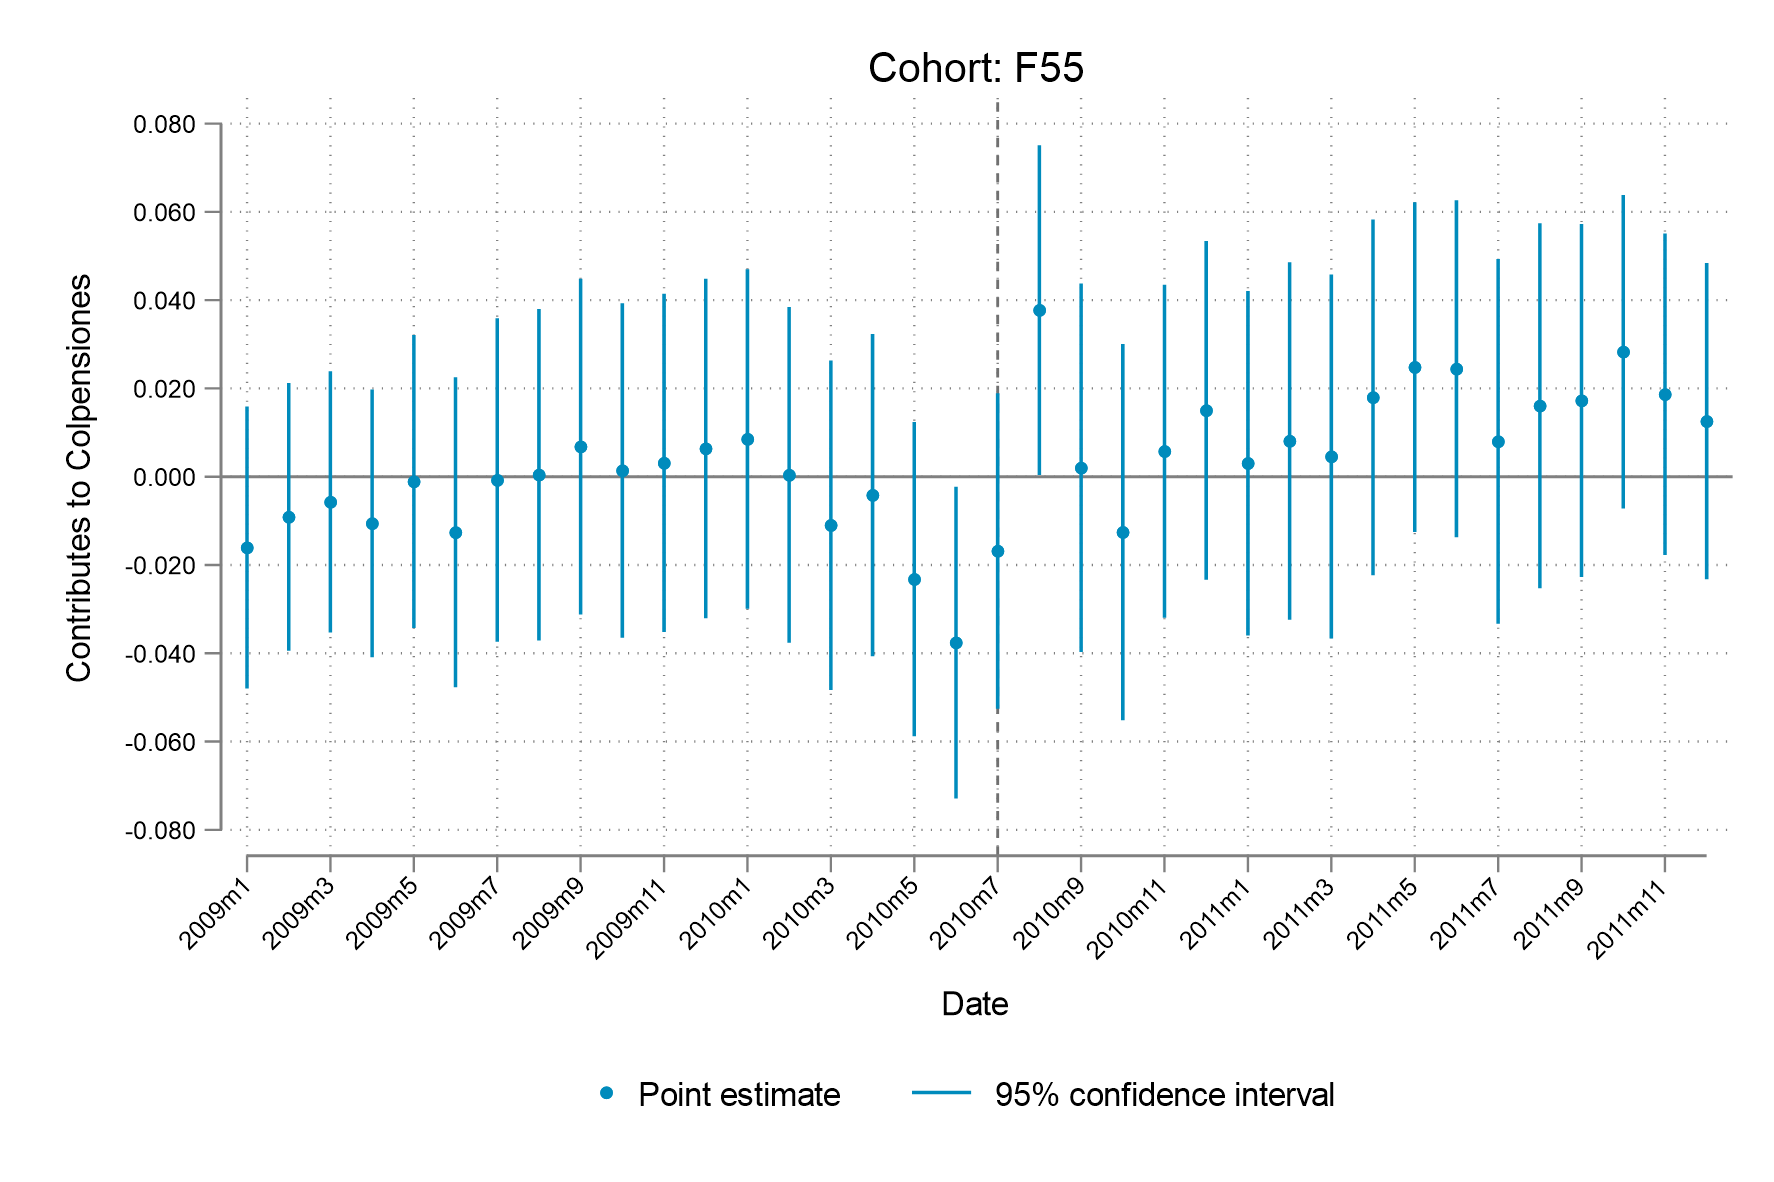 Cohort: F55
Contributes to Colpensiones
0.080
0.060
0.040
0.020
0.000
-0.020
-0.040
-0.060
-0.080
2009m1
2009m3
2009m5
2009m7
2009m9
2009m11
2010m1
2010m3
2010m5
2010m7
2010m9
2010m11
2011m1
2011m3
2011m5
2011m7
2011m9
2011m11
Date
Point estimate
95% confidence interval